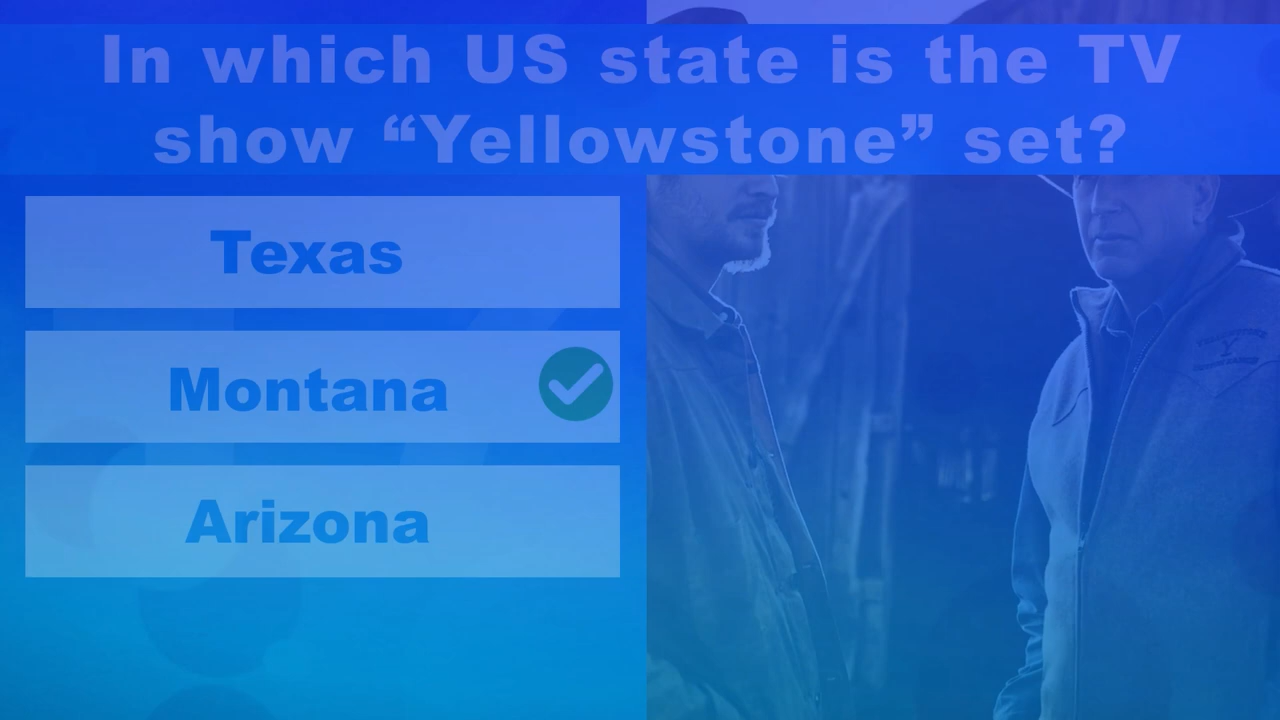 In which US state is the TV
show “Yellowstone” set?
Texas
Montana
Arizona